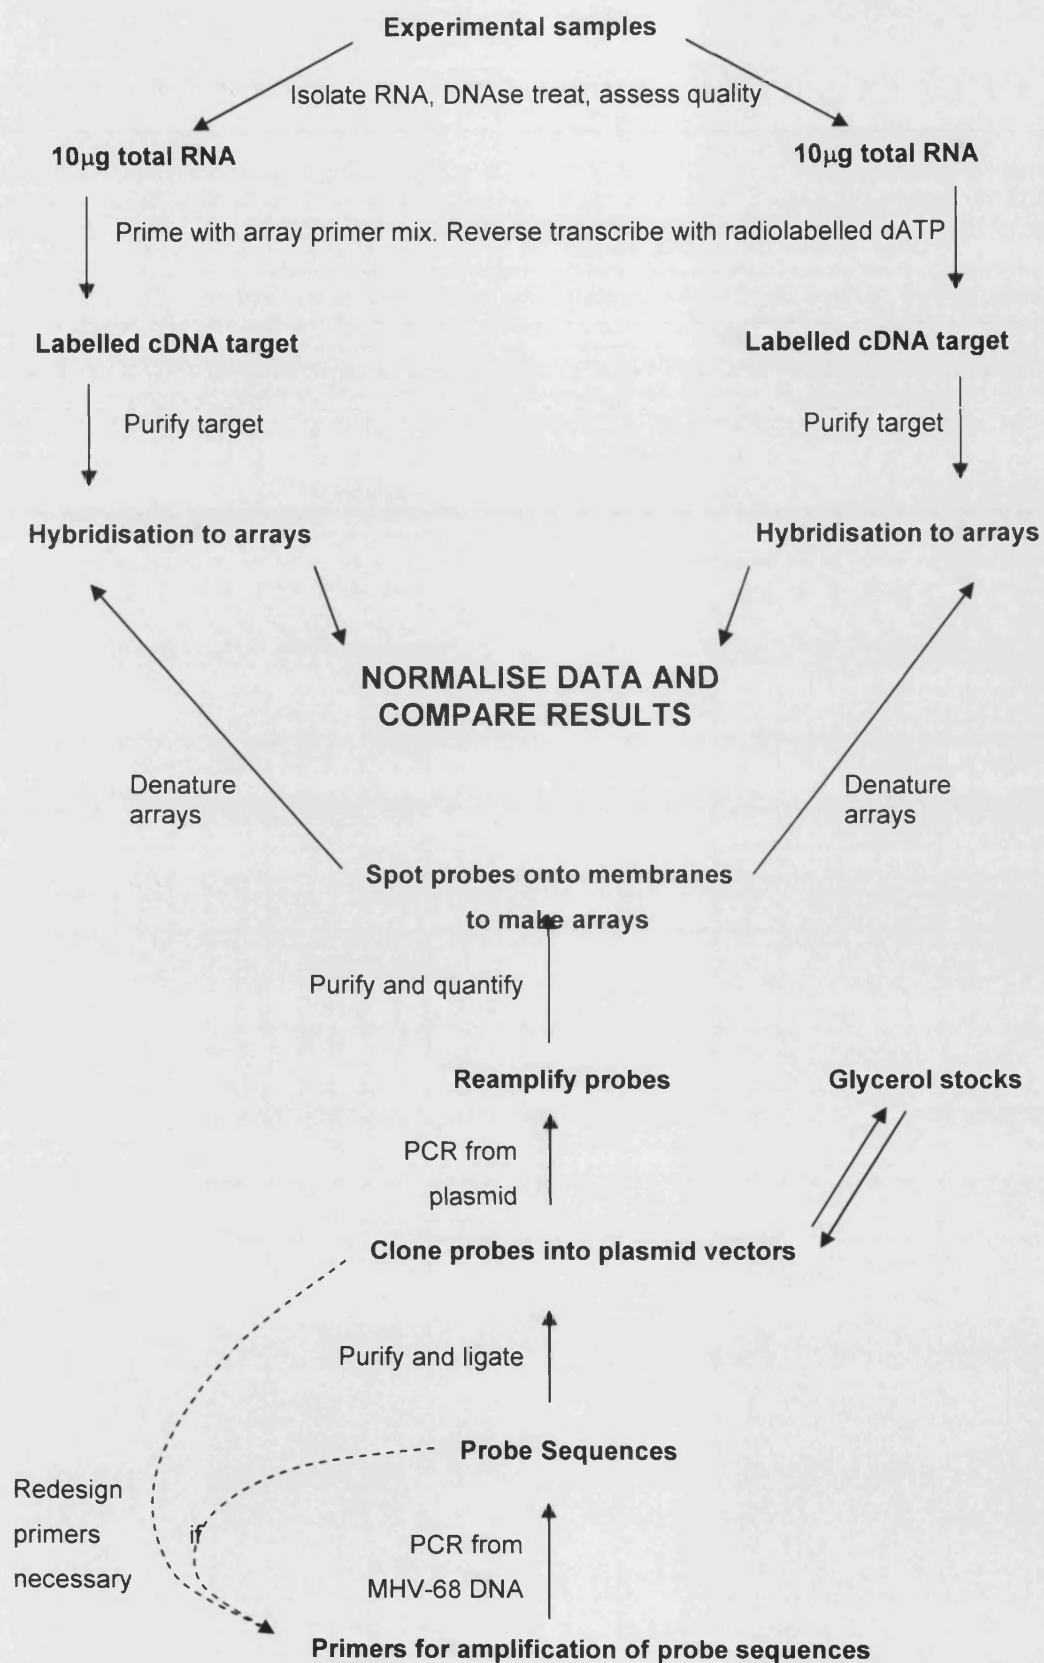 Experimental samples
Isolate RNA, DNAse treat, assess quality
10µg total RNA
10µg total RNA
Prime with array primer mix. Reverse transcribe with radiolabelled dATP
Labelled cDNA target
Labelled cDNA target
Purify target
Purify target
Hybridisation to arrays
Hybridisation to arrays
NORMALISE DATA AND
COMPARE RESULTS
Denature
arrays
Denature
arrays
Spot probes onto membranes
to make arrays
Purify and quantify
Reamplify probes
Glycerol stocks
PCR from
plasmid
Clone probes into plasmid vectors
Purify and ligate
Probe Sequences
Redesign
primers if
necessary
PCR from
MHV-68 DNA
Primers for amplification of probe sequences